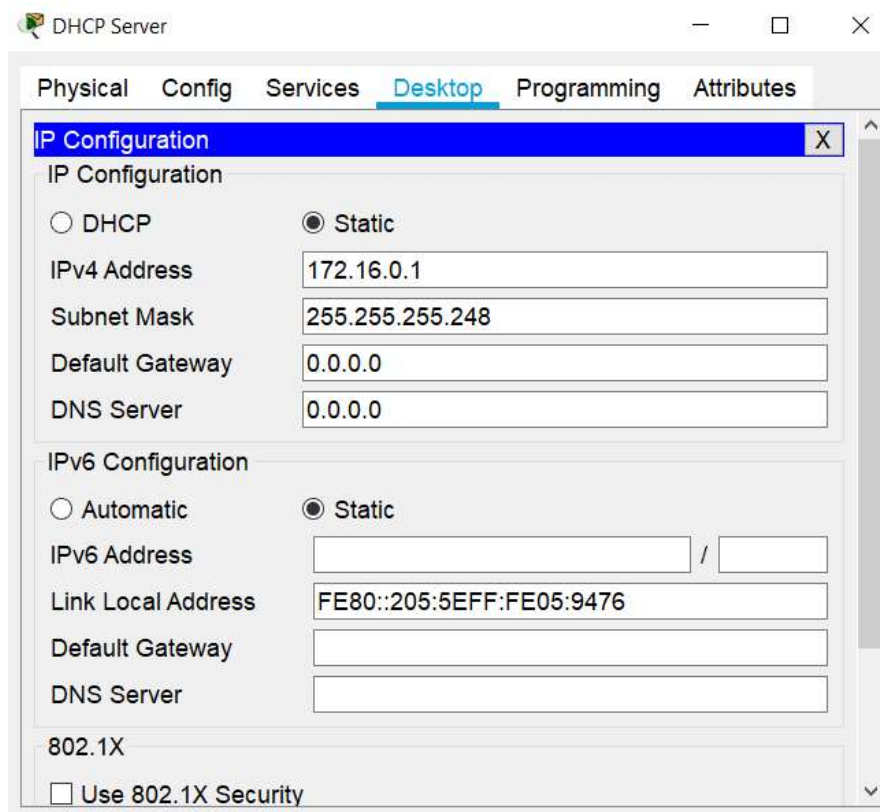 DHCP Server
Physical Config Services Desktop Programming Attributes
IP Configuration X
IP Configuration
DHCP Static
IPv4 Address 172.16.0.1
Subnet Mask 255.255.255.248
Default Gateway 0.0.0.0
DNS Server 0.0.0.0
IPv6 Configuration
Automatic Static
IPv6 Address /
Link Local Address FE80::205:5EFF:FE05:9476
Default Gateway
DNS Server
802.1X
Use 802.1X Security